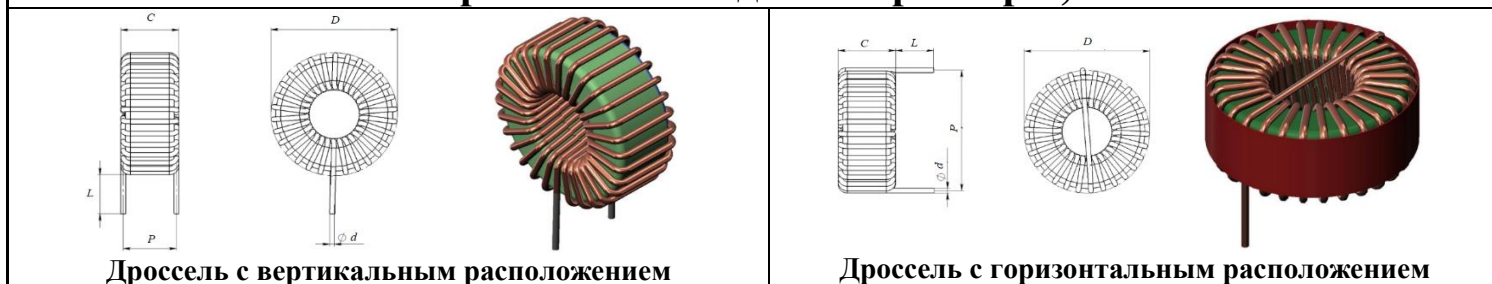 C
D
L
P
∅ d
Дроссель с вертикальным расположением
C
L
D
P
∅ d
Дроссель с горизонтальным расположением